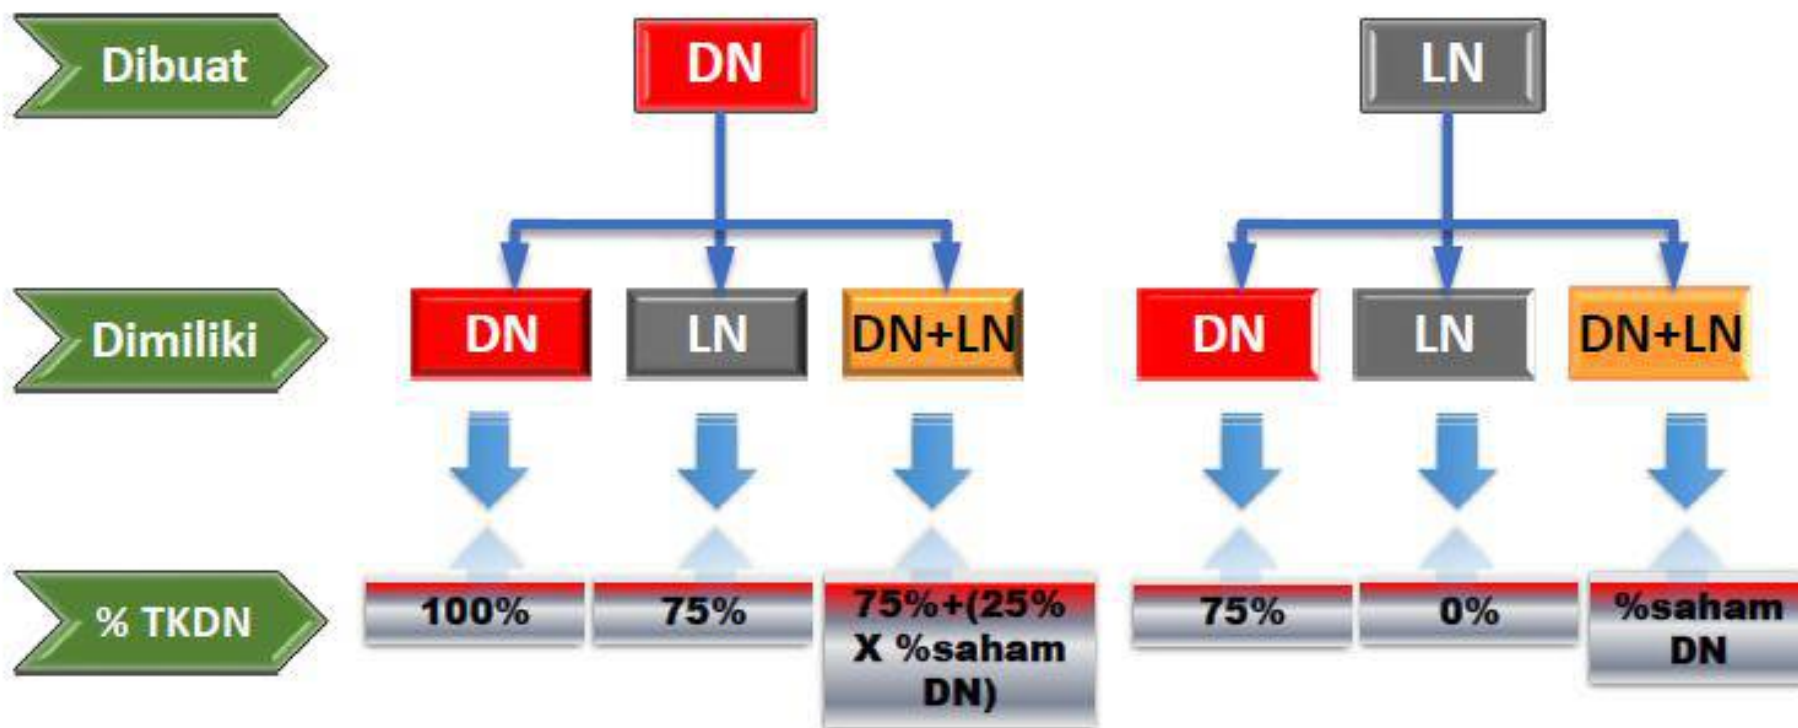 Dibuat
DN
LN
Dimiliki
DN
LN
DN+LN
DN
LN
DN+LN
% TKDN
100%
75%
75%+(25%
X %saham
DN)
75%
0%
%saham
DN